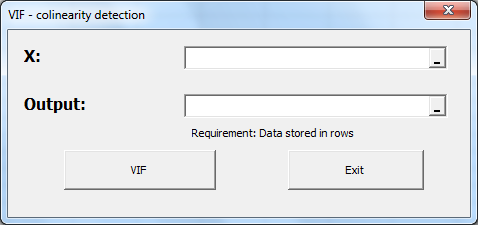 VIF - colinearity detection
X:
Output:
Requirement: Data stored in rows
VIF Exit